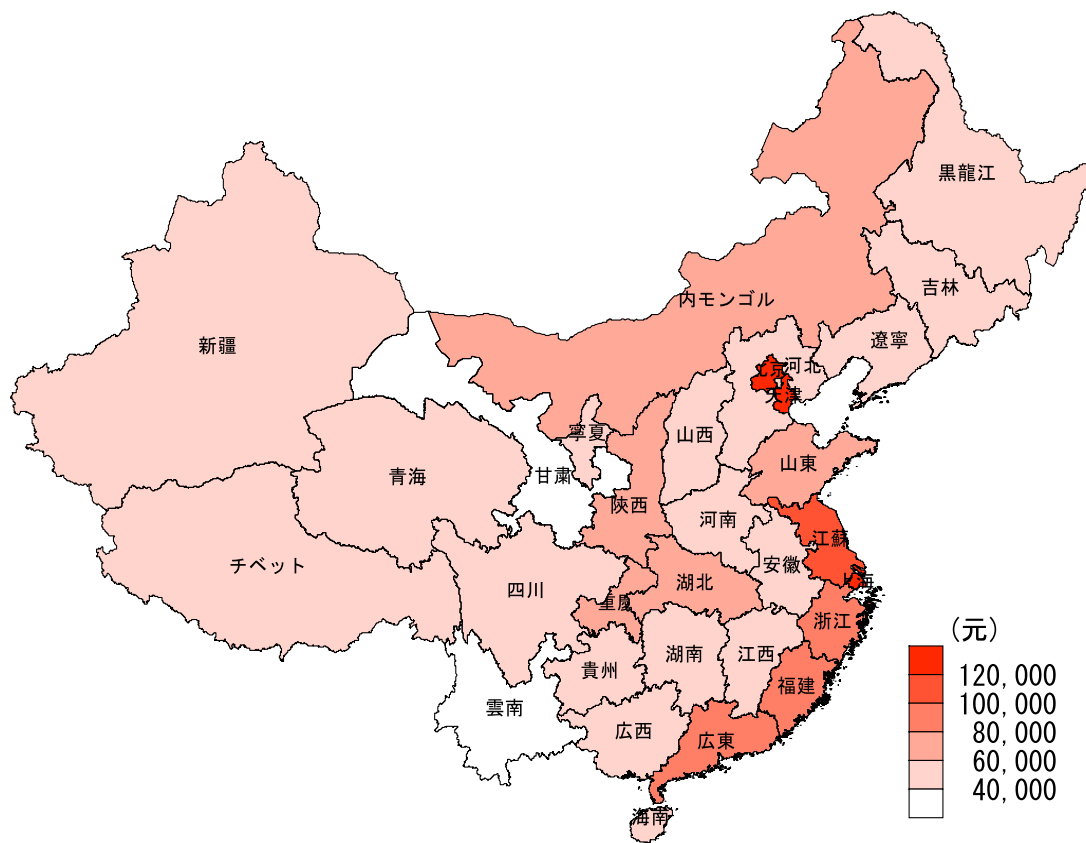 黒龍江
吉林
内モンゴル
遼寧
新疆
河北
北京
天津
寧夏
山西
山東
甘粛
青海
陝西
河南
江蘇
安徽
チベット
上海
湖北
四川
重慶
浙江
(元)
湖南
江西
貴州
120,000
福建
100,000
雲南
80,000
広西
広東
60,000
40,000
海南